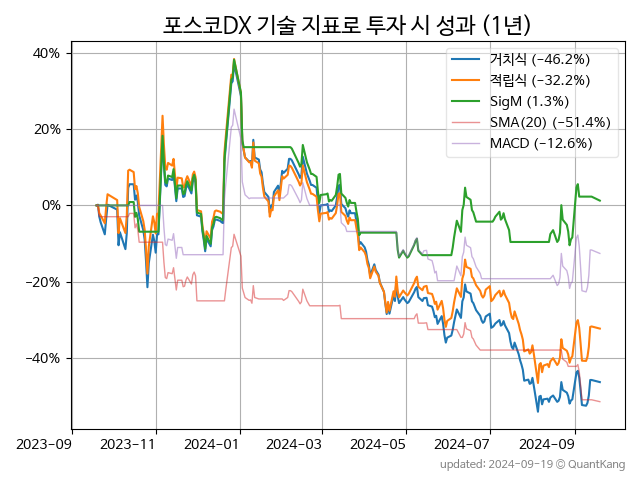 포스코DX 기술 지표로 투자 시 성과 (1년)
40%
20%
0%
−20%
−40%
거치식 (−46.2%)
적립식 (−32.2%)
SigM (1.3%)
SMA(20) (−51.4%)
MACD (−12.6%)
2023-09
2023-11
2024-01
2024-03
2024-05
2024-07
2024-09
updated: 2024-09-19 © QuantKang